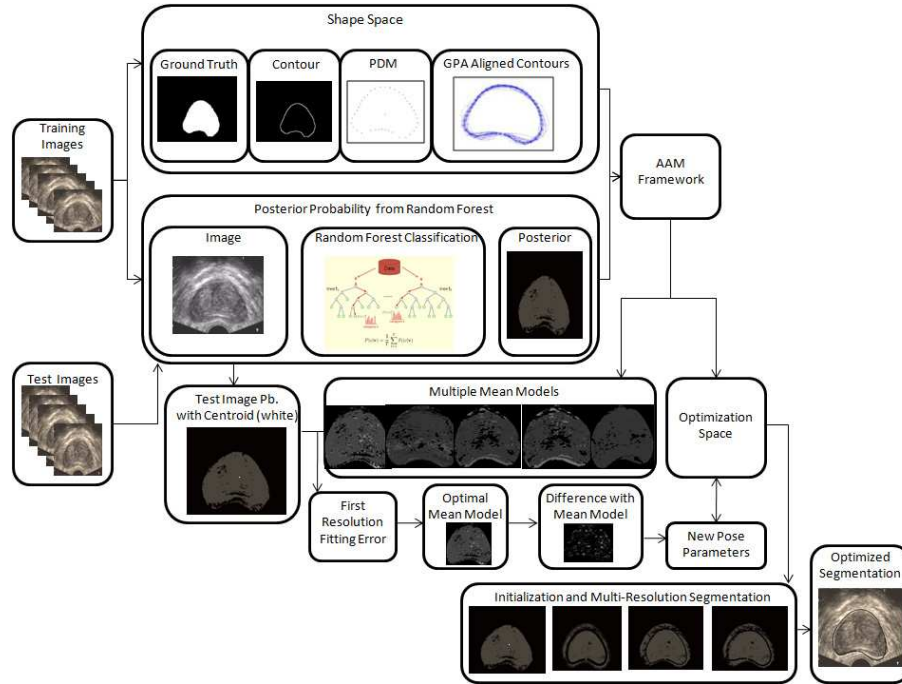 Shape Space
Ground Truth
Contour
PDM
GPA Aligned Contours
Training
Images
AAM
Framework
Posterior Probability from Random Forest
Image
Random Forest Classification
Posterior
Test Images
Test Image Pb.
with Centroid (white)
Multiple Mean Models
Optimization
Space
First
Resolution
Fitting Error
Optimal
Mean Model
Difference with
Mean Model
New Pose
Parameters
Optimized
Segmentation
Initialization and Multi-Resolution Segmentation